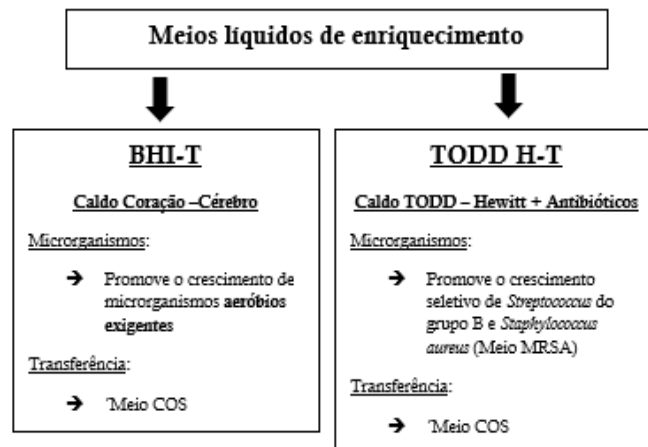 Meios líquidos de enriquecimento
BHI-T
Caldo Coração –Cérebro
Microrganismos:
➔ Promove o crescimento de
microrganismos aeróbios
exigentes
Transferência:
➔ ˜Meio COS
TODD H-T
Caldo TODD – Hewitt + Antibióticos
Microrganismos:
➔ Promove o crescimento
seletivo de Streptococcus do
grupo B e Staphylococcus
aureus (Meio MRSA)
Transferência:
➔ ˜Meio COS